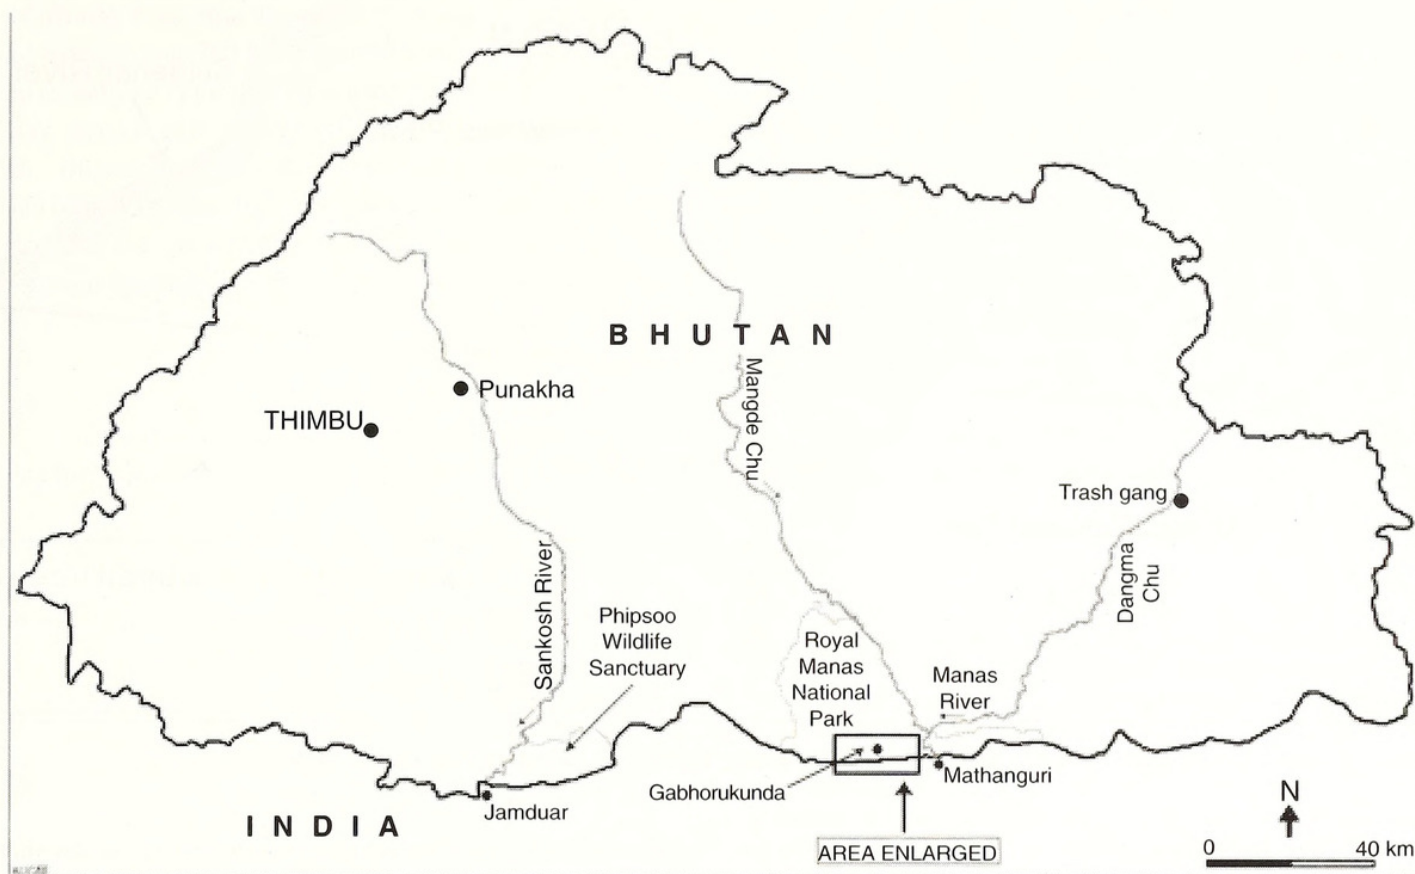 BHUTAN
Punakha
THIMBU
Mangde Chu
Trash gang
Dangma
Chu
Sankosh River
Phipsoo
Wildlife
Sanctuary
Royal
Manas
National
Park
Manas
River
Gabhorukunda
Mathanguri
Jamduar
INDIA
AREA ENLARGED
N
0 40 km